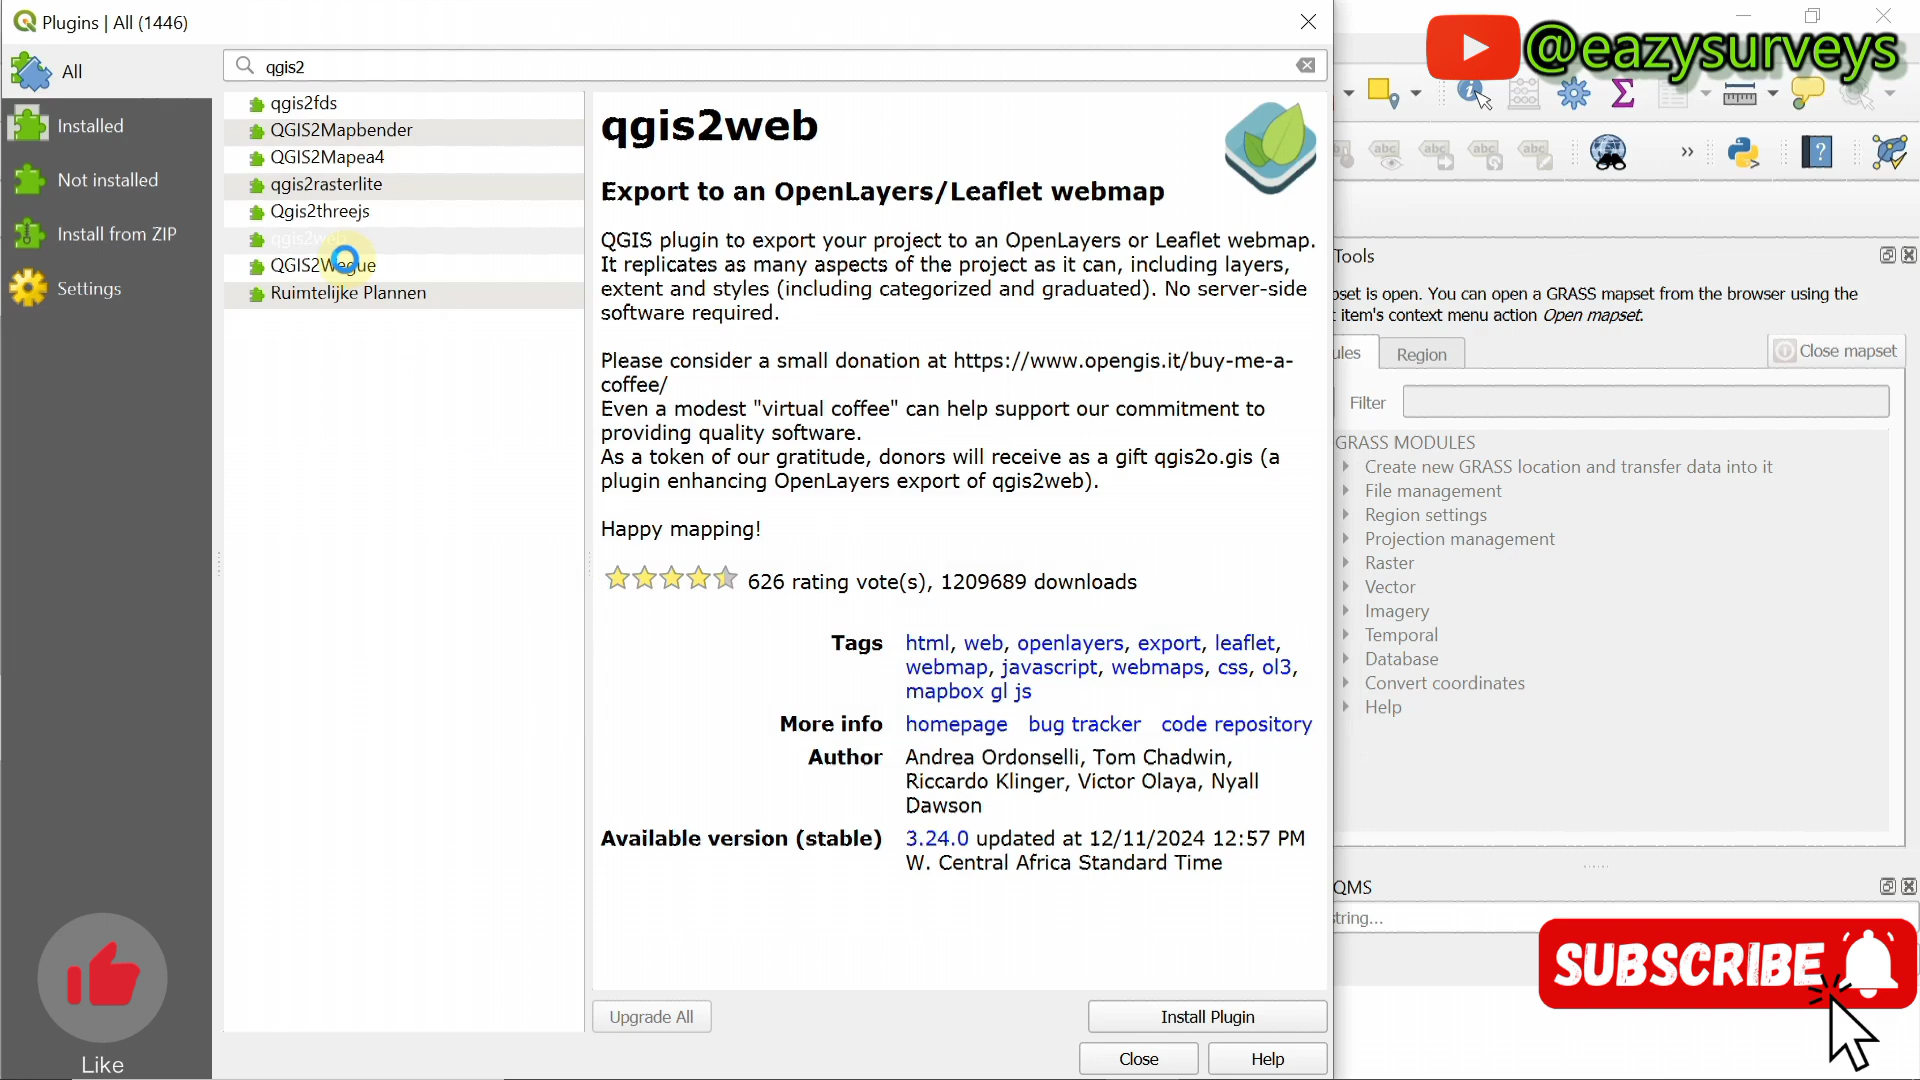 Plugins | All (1446)
@eazysurveys
All
qgis2
Installed
Not installed
Install from ZIP
Settings
qgis2fds
QGIS2Mapbender
QGIS2Mapea4
qgis2rasterlite
Qgis2threejs
qgis2web
QGIS2Wegue
Ruimtelijke Plannen
qgis2web
Export to an OpenLayers/Leaflet webmap
QGIS plugin to export your project to an OpenLayers or Leaflet webmap.
It replicates as many aspects of the project as it can, including layers,
extent and styles (including categorized and graduated). No server-side
software required.
Please consider a small donation at https://www.opengis.it/buy-me-a-
coffee/
Even a modest "virtual coffee" can help support our commitment to
providing quality software.
As a token of our gratitude, donors will receive as a gift qgis2o.gis (a
plugin enhancing OpenLayers export of qgis2web).
Happy mapping!
626 rating vote(s), 1209689 downloads
Tags html, web, openlayers, export, leaflet,
webmap, javascript, webmaps, css, ol3,
mapbox gl js
More info homepage bug tracker code repository
Author Andrea Ordonselli, Tom Chadwin,
Riccardo Klinger, Victor Olaya, Nyall
Dawson
Available version (stable) 3.24.0 updated at 12/11/2024 12:57 PM
W. Central Africa Standard Time
Upgrade All
Install Plugin
Close
Help
Like
abc
abc
abc
abc
Tools
is open. You can open a GRASS mapset from the browser using the
item's context menu action Open mapset.
Region
Close mapset
Filter
GRASS MODULES
Create new GRASS location and transfer data into it
File management
Region settings
Projection management
Raster
Vector
Imagery
Temporal
Database
Convert coordinates
Help
QMS
string...
SUBSCRIBE